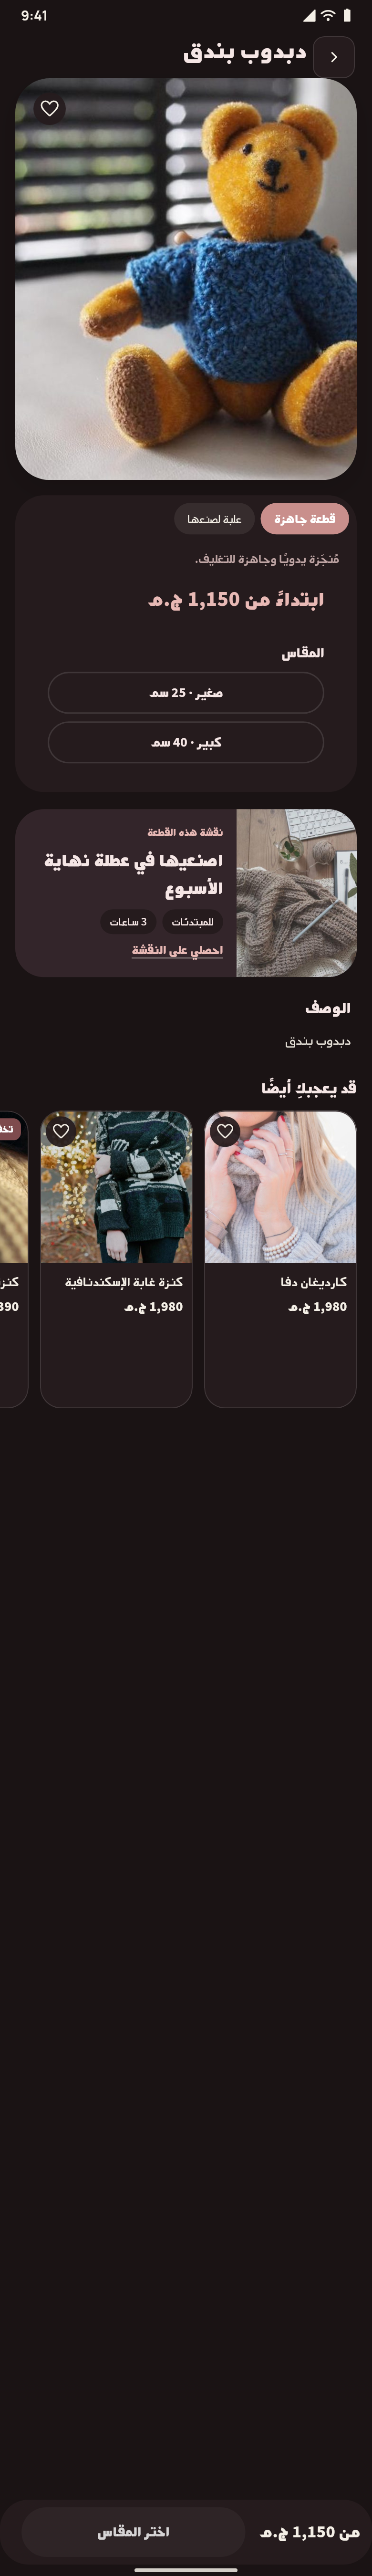 9:41
دبدوب بندق
قطعة جاهزة
علبة لصنعها
مُنجَزة يدويًا وجاهزة للتغليف.
ابتداءً من 1,150 ج.م
المقاس
صغير · 25 سم
كبير · 40 سم
نقشة هذه القطعة
اصنعيها في عطلة نهاية
الأسبوع
للمبتدئات
3 ساعات
احصلي على النقشة
الوصف
دبدوب بندق
قد يعجبكِ أيضًا
كارديغان دفا
1,980 ج.م
كنزة غابة الإسكندنافية
1,980 ج.م
من 1,150 ج.م
اختر المقاس